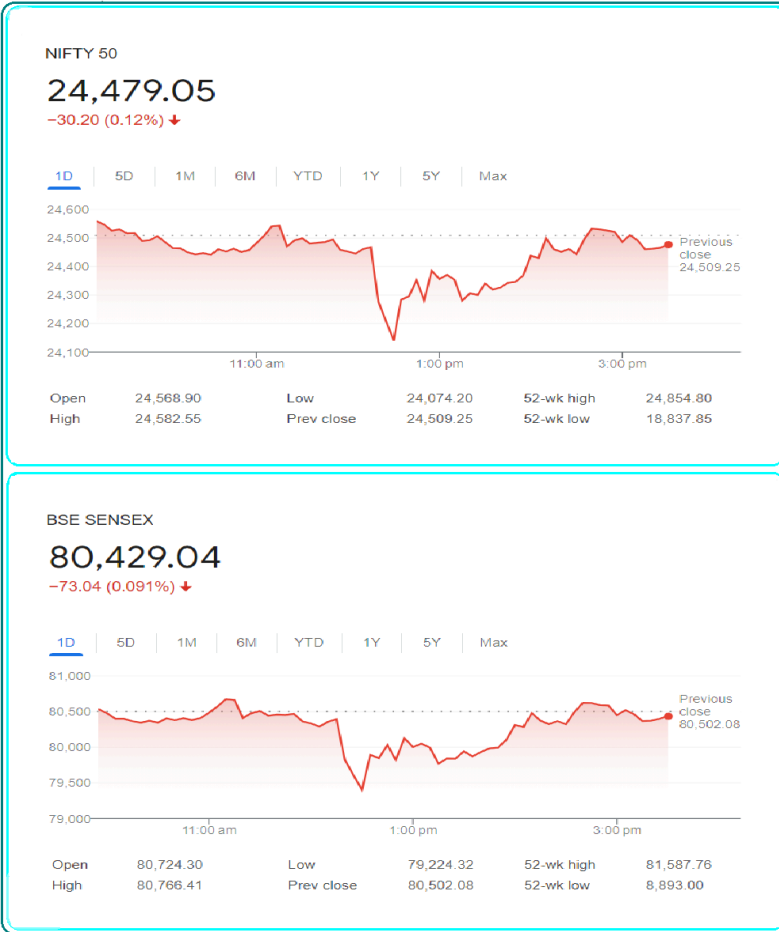 NIFTY 50
24,479.05
−30.20 (0.12%) ↓
1D 5D 1M 6M YTD 1Y 5Y Max
24,600
24,500
24,400
24,300
24,200
24,100
Previous
close
24,509.25
11:00 am 1:00 pm 3:00 pm
Open 24,568.90 Low 24,074.20 52-wk high 24,854.80
High 24,582.55 Prev close 24,509.25 52-wk low 18,837.85
BSE SENSEX
80,429.04
−73.04 (0.091%) ↓
1D 5D 1M 6M YTD 1Y 5Y Max
81,000
80,500
80,000
79,500
79,000
Previous
close
80,502.08
11:00 am 1:00 pm 3:00 pm
Open 80,724.30 Low 79,224.32 52-wk high 81,587.76
High 80,766.41 Prev close 80,502.08 52-wk low 8,893.00